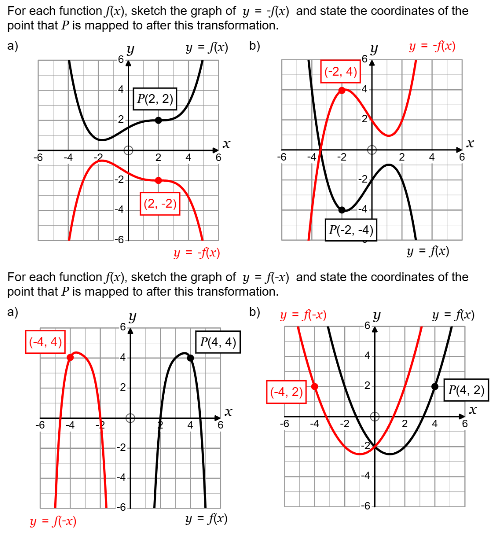 For each function f(x), sketch the graph of y = -f(x) and state the coordinates of the
point that P is mapped to after this transformation.
a)
y
y = f(x)
6
4
2
-2
-4
-6
-6 -4 -2 2 4 6
x
P(2, 2)
(2, -2)
y = -f(x)
b)
y
y = -f(x)
6
4
2
-2
-4
-6 -4 -2 2 4 6
x
(-2, 4)
P(-2, -4)
y = f(x)
For each function f(x), sketch the graph of y = f(-x) and state the coordinates of the
point that P is mapped to after this transformation.
a)
y
6
4
2
-2
-4
-6
-6 -4 -2 2 4 6
x
(-4, 4)
P(4, 4)
y = f(-x)
y = f(x)
b)
y = f(-x)
y
y = f(x)
6
4
2
-2
-4
-6
-6 -4 -2 2 4 6
x
(-4, 2)
P(4, 2)